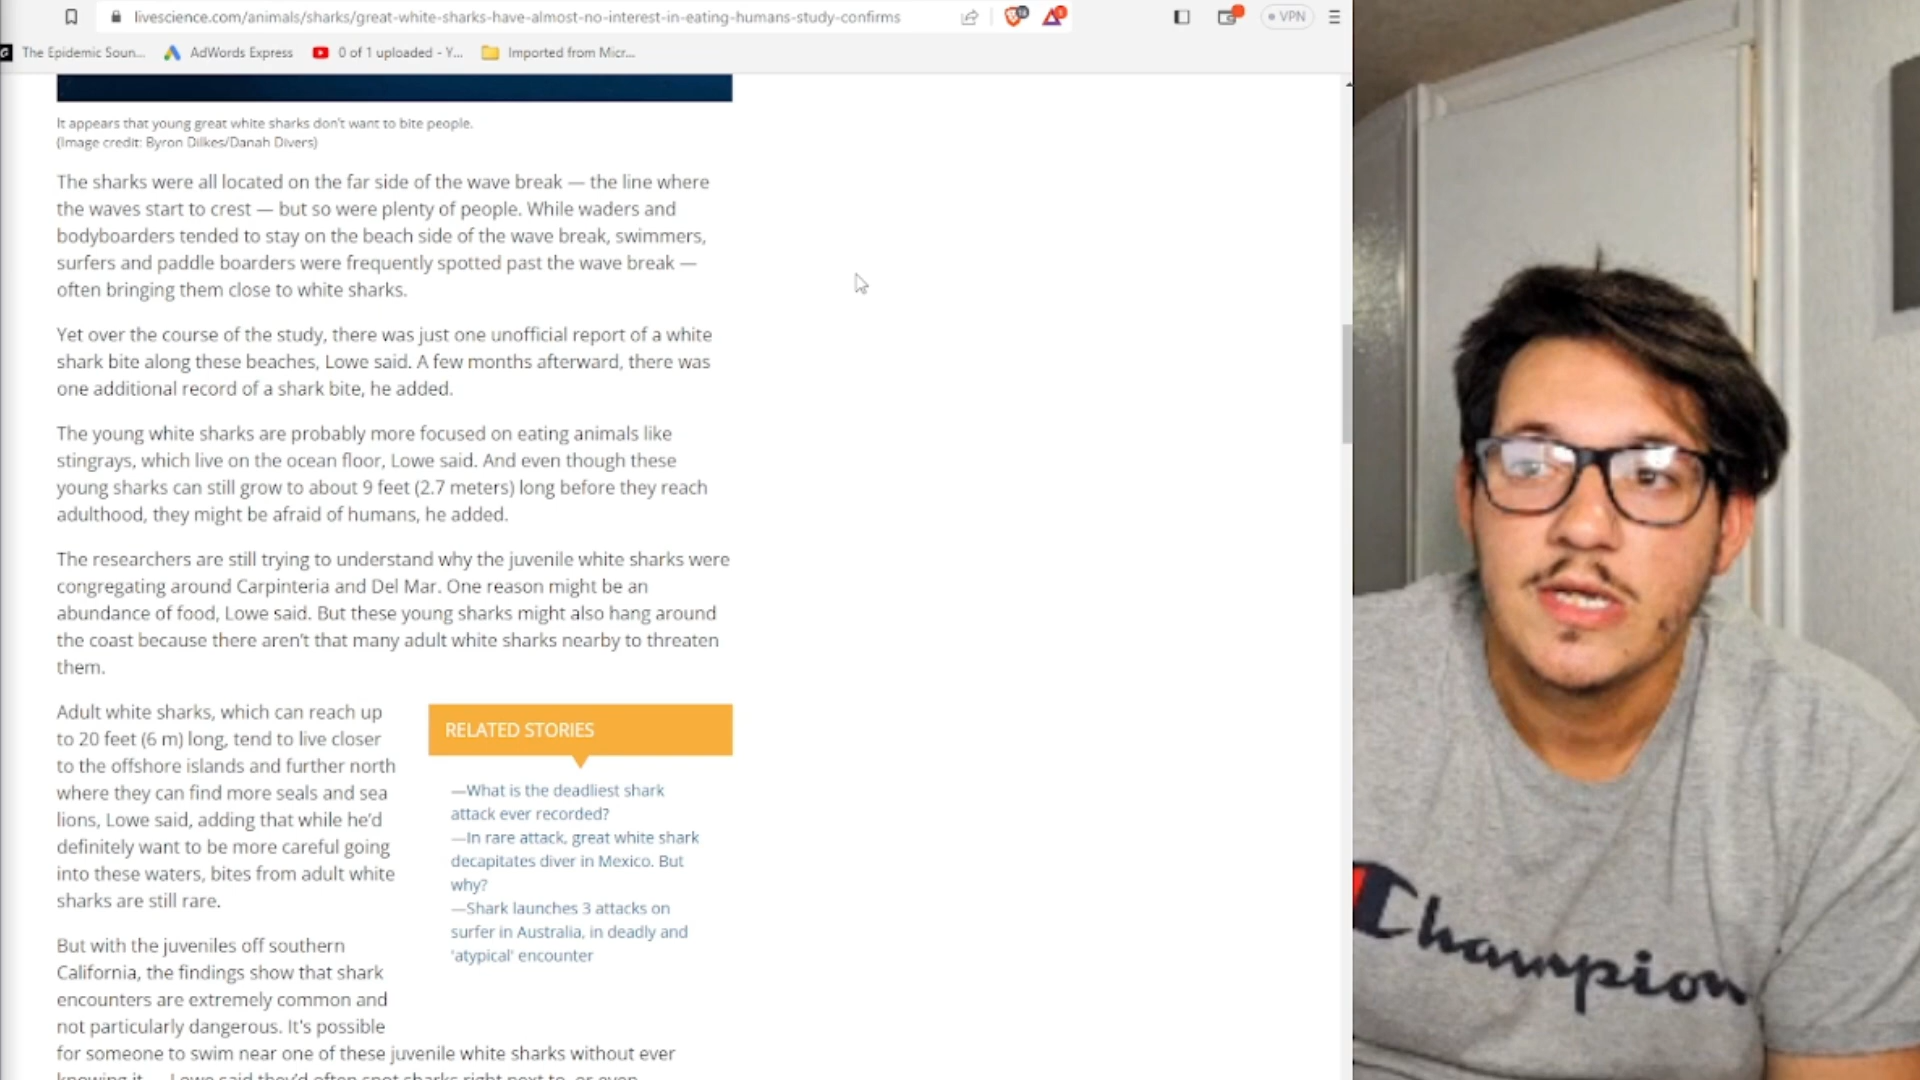 livescience.com/animals/sharks/great-white-sharks-have-almost-no-interest-in-eating-humans-study-confirms
VPN
The Epidemic Soun...
AdWords Express
0 of 1 uploaded - Y...
Imported from Micr...
It appears that young great white sharks don't want to bite people.
(Image credit: Byron Dilkes/Danah Divers)
The sharks were all located on the far side of the wave break — the line where
the waves start to crest — but so were plenty of people. While waders and
bodyboarders tended to stay on the beach side of the wave break, swimmers,
surfers and paddle boarders were frequently spotted past the wave break —
often bringing them close to white sharks.
Yet over the course of the study, there was just one unofficial report of a white
shark bite along these beaches, Lowe said. A few months afterward, there was
one additional record of a shark bite, he added.
The young white sharks are probably more focused on eating animals like
stingrays, which live on the ocean floor, Lowe said. And even though these
young sharks can still grow to about 9 feet (2.7 meters) long before they reach
adulthood, they might be afraid of humans, he added.
The researchers are still trying to understand why the juvenile white sharks were
congregating around Carpinteria and Del Mar. One reason might be an
abundance of food, Lowe said. But these young sharks might also hang around
the coast because there aren't that many adult white sharks nearby to threaten
them.
Adult white sharks, which can reach up
to 20 feet (6 m) long, tend to live closer
to the offshore islands and further north
where they can find more seals and sea
lions, Lowe said, adding that while he'd
definitely want to be more careful going
into these waters, bites from adult white
sharks are still rare.
RELATED STORIES
—What is the deadliest shark
attack ever recorded?
—In rare attack, great white shark
decapitates diver in Mexico. But
why?
—Shark launches 3 attacks on
surfer in Australia, in deadly and
'atypical' encounter
But with the juveniles off southern
California, the findings show that shark
encounters are extremely common and
not particularly dangerous. It's possible
for someone to swim near one of these juvenile white sharks without ever
knowing it — Lowe said they'd often spot sharks right next to, or even
Champion